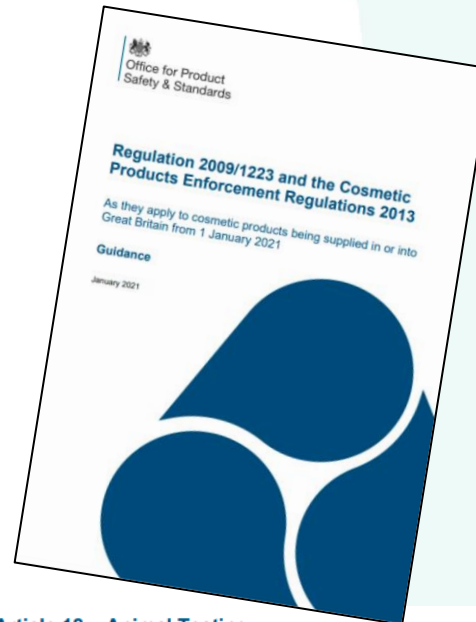 Office for Product
Safety & Standards
Regulation 2009/1223 and the Cosmetic
Products Enforcement Regulations 2013
As they apply to cosmetic products being supplied in or into
Great Britain from 1 January 2021
Guidance
January 2021